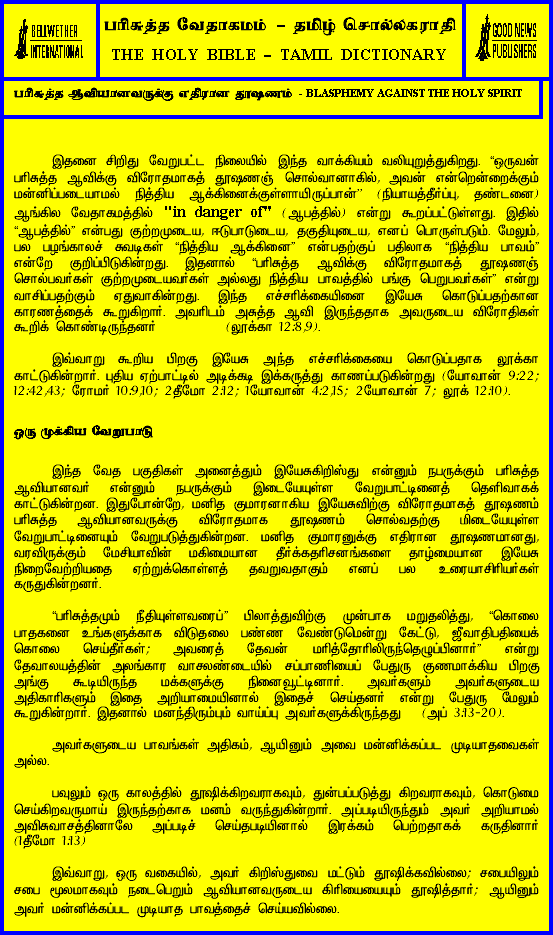 BELLWETHER
INTERNATIONAL
பரிசுத்த வேதாகமம் – தமிழ் சொல்லகராதி
THE HOLY BIBLE – TAMIL DICTIONARY
GOOD NEWS
PUBLISHERS
பரிசுத்த ஆவியானவருக்கு எதிரான தூஷணம் - BLASPHEMY AGAINST THE HOLY SPIRIT
இதனை சிறிது வேறுபட்ட நிலையில் இந்த வாக்கியம் வலியுறுத்துகிறது. “ஒருவன்
பரிசுத்த ஆவிக்கு விரோதமாகத் தூஷணஞ் சொல்வானாகில், அவன் என்றென்றைக்கும்
மன்னிப்படையாமல் நித்திய ஆக்கினைக்குள்ளாயிருப்பான்’’ (நியாயத்தீர்ப்பு, தண்டனை)
ஆங்கில வேதாகமத்தில் "in danger of" (ஆபத்தில்) என்று கூறப்பட்டுள்ளது. இதில்
“ஆபத்தில்” என்பது குற்றமுடைய, ஈடுபாடுடைய, தகுதியுடைய, எனப் பொருள்படும். மேலும்,
பல பழங்காலச் சுவடிகள் “நித்திய ஆக்கினை” என்பதற்குப் பதிலாக “நித்திய பாவம்”
என்றே குறிப்பிடுகின்றது. இதனால் “பரிசுத்த ஆவிக்கு விரோதமாகத் தூஷணஞ்
சொல்பவர்கள் குற்றமுடையவர்கள் அல்லது நித்திய பாவத்தில் பங்கு பெறுபவர்கள்” என்று
வாசிப்பதற்கும் ஏதுவாகின்றது. இந்த எச்சரிக்கையினை இயேசு கொடுப்பதற்கான
காரணத்தைக் கூறுகிறார். அவரிடம் அசுத்த ஆவி இருந்ததாக அவருடைய விரோதிகள்
கூறிக் கொண்டிருந்தனர் (லூக்கா 12:8,9).
இவ்வாறு கூறிய பிறகு இயேசு அந்த எச்சரிக்கையை கொடுப்பதாக லூக்கா
காட்டுகின்றார். புதிய ஏற்பாட்டில் அடிக்கடி இக்கருத்து காணப்படுகின்றது (யோவான் 9:22;
12:42,43; ரோமர் 10:9,10; 2தீமோ 2:12; 1யோவான் 4:2,15; 2யோவான் 7; லூக் 12:10).
ஒரு முக்கிய வேறுபாடு
இந்த வேத பகுதிகள் அனைத்தும் இயேசுகிறிஸ்து என்னும் நபருக்கும் பரிசுத்த
ஆவியானவர் என்னும் நபருக்கும் இடையேயுள்ள வேறுபாட்டினைத் தெளிவாகக்
காட்டுகின்றன. இதுபோன்றே, மனித குமாரனாகிய இயேசுவிற்கு விரோதமாகத் தூஷணம்
பரிசுத்த ஆவியானவருக்கு விரோதமாக தூஷணம் சொல்வதற்கு மிடையேயுள்ள
வேறுபாட்டினையும் வேறுபடுத்துகின்றன. மனித குமாரனுக்கு எதிரான தூஷணமானது,
வரவிருக்கும் மேசியாவின் மகிமையான தீர்க்கதரிசனங்களை தாழ்மையான இயேசு
நிறைவேற்றியதை ஏற்றுக்கொள்ளத் தவறுவதாகும் எனப் பல உரையாசிரியர்கள்
கருதுகின்றனர்.
“பரிசுத்தமும் நீதியுள்ளவரைப்” பிலாத்துவிற்கு முன்பாக மறுதலித்து, “கொலை
பாதகனை உங்களுக்காக விடுதலை பண்ண வேண்டுமென்று கேட்டு, ஜீவாதிபதியைக்
கொலை செய்தீர்கள்; அவரைத் தேவன் மரித்தோரிலிருந்தெழுப்பினார்” என்று
தேவாலயத்தின் அலங்கார வாசலண்டையில் சப்பாணியைப் பேதுரு குணமாக்கிய பிறகு
அங்கு கூடியிருந்த மக்களுக்கு நினைவூட்டினார். அவர்களும் அவர்களுடைய
அதிகாரிகளும் இதை அறியாமையினால் இதைச் செய்தனர் என்று பேதுரு மேலும்
கூறுகின்றார். இதனால் மனந்திரும்பும் வாய்ப்பு அவர்களுக்கிருந்தது (அப் 3:13-20).
அவர்களுடைய பாவங்கள் அதிகம், ஆயினும் அவை மன்னிக்கப்பட முடியாதவைகள்
அல்ல.
பவுலும் ஒரு காலத்தில் தூஷிக்கிறவராகவும், துன்பப்படுத்து கிறவராகவும், கொடுமை
செய்கிறவருமாய் இருந்தற்காக மனம் வருந்துகின்றார். அப்படியிருந்தும் அவர் அறியாமல்
அவிசுவாசத்தினாலே அப்படிச் செய்தபடியினால் இரக்கம் பெற்றதாகக் கருதினார்
(1தீமோ 1:13)
இவ்வாறு, ஒரு வகையில், அவர் கிறிஸ்துவை மட்டும் தூஷிக்கவில்லை; சபையிலும்
சபை மூலமாகவும் நடைபெறும் ஆவியானவருடைய கிரியையையும் தூஷித்தார்; ஆயினும்
அவர் மன்னிக்கப்பட முடியாத பாவத்தைச் செய்யவில்லை.